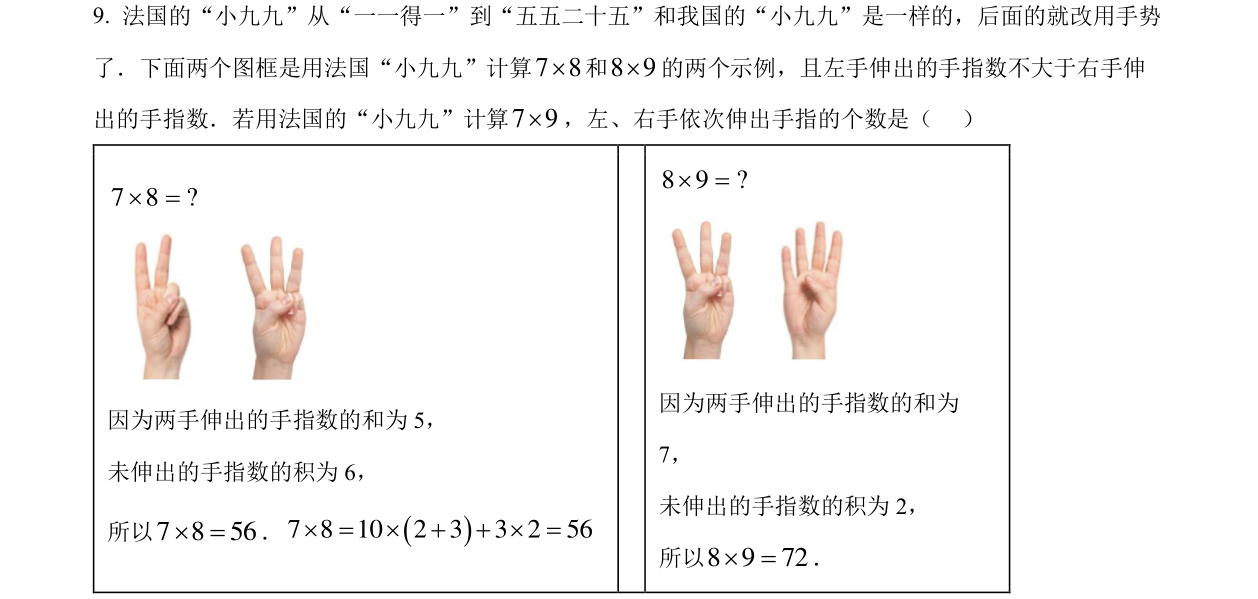 9. 法国的“小九九”从“一一得一”到“五五二十五”和我国的“小九九”是一样的，后面的就改用手势
了．下面两个图框是用法国“小九九”计算7×8和8×9的两个示例，且左手伸出的手指数不大于右手伸
出的手指数．若用法国的“小九九”计算7×9，左、右手依次伸出手指的个数是（ ）
7×8=?
因为两手伸出的手指数的和为 5，
未伸出的手指数的积为 6，
所以7×8=56． 7×8=10×(2+3)+3×2=56
8×9=?
因为两手伸出的手指数的和为
7，
未伸出的手指数的积为 2，
所以8×9=72．